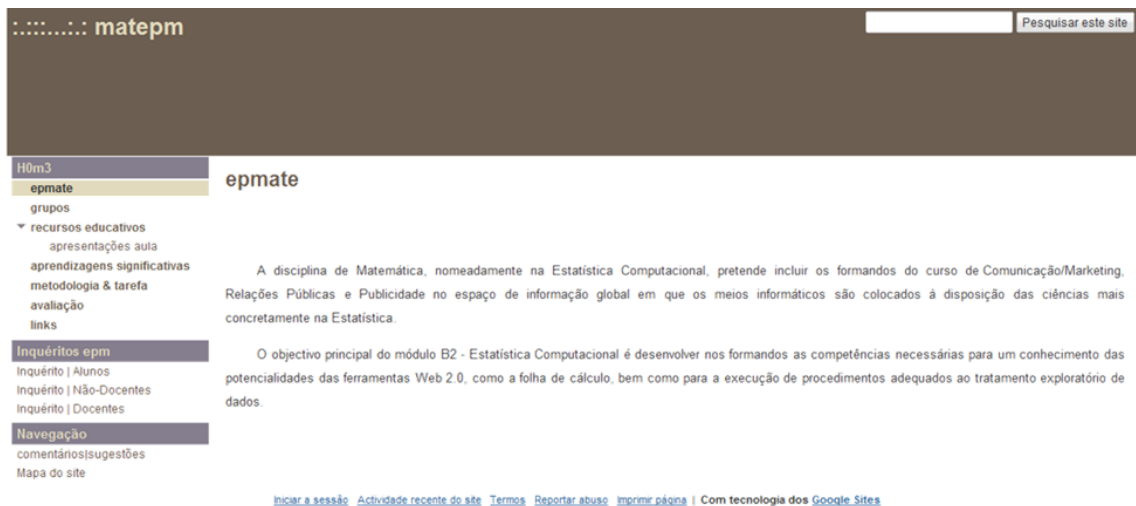 :.:::...:.: matepm
Pesquisar este site
H0m3
epmate
grupos
recursos educativos
apresentações aula
aprendizagens significativas
metodologia & tarefa
avaliação
links
Inquéritos epm
Inquérito | Alunos
Inquérito | Não-Docentes
Inquérito | Docentes
Navegação
comentários|sugestões
Mapa do site
epmate
A disciplina de Matemática, nomeadamente na Estatística Computacional, pretende incluir os formandos do curso de Comunicação/Marketing,
Relações Públicas e Publicidade no espaço de informação global em que os meios informáticos são colocados à disposição das ciências mais
concretamente na Estatística.
O objectivo principal do módulo B2 - Estatística Computacional é desenvolver nos formandos as competências necessárias para um conhecimento das
potencialidades das ferramentas Web 2.0, como a folha de cálculo, bem como para a execução de procedimentos adequados ao tratamento exploratório de
dados.
Iniciar a sessão Actividade recente do site Termos Reportar abuso Imprimir página | Com tecnologia dos Google Sites